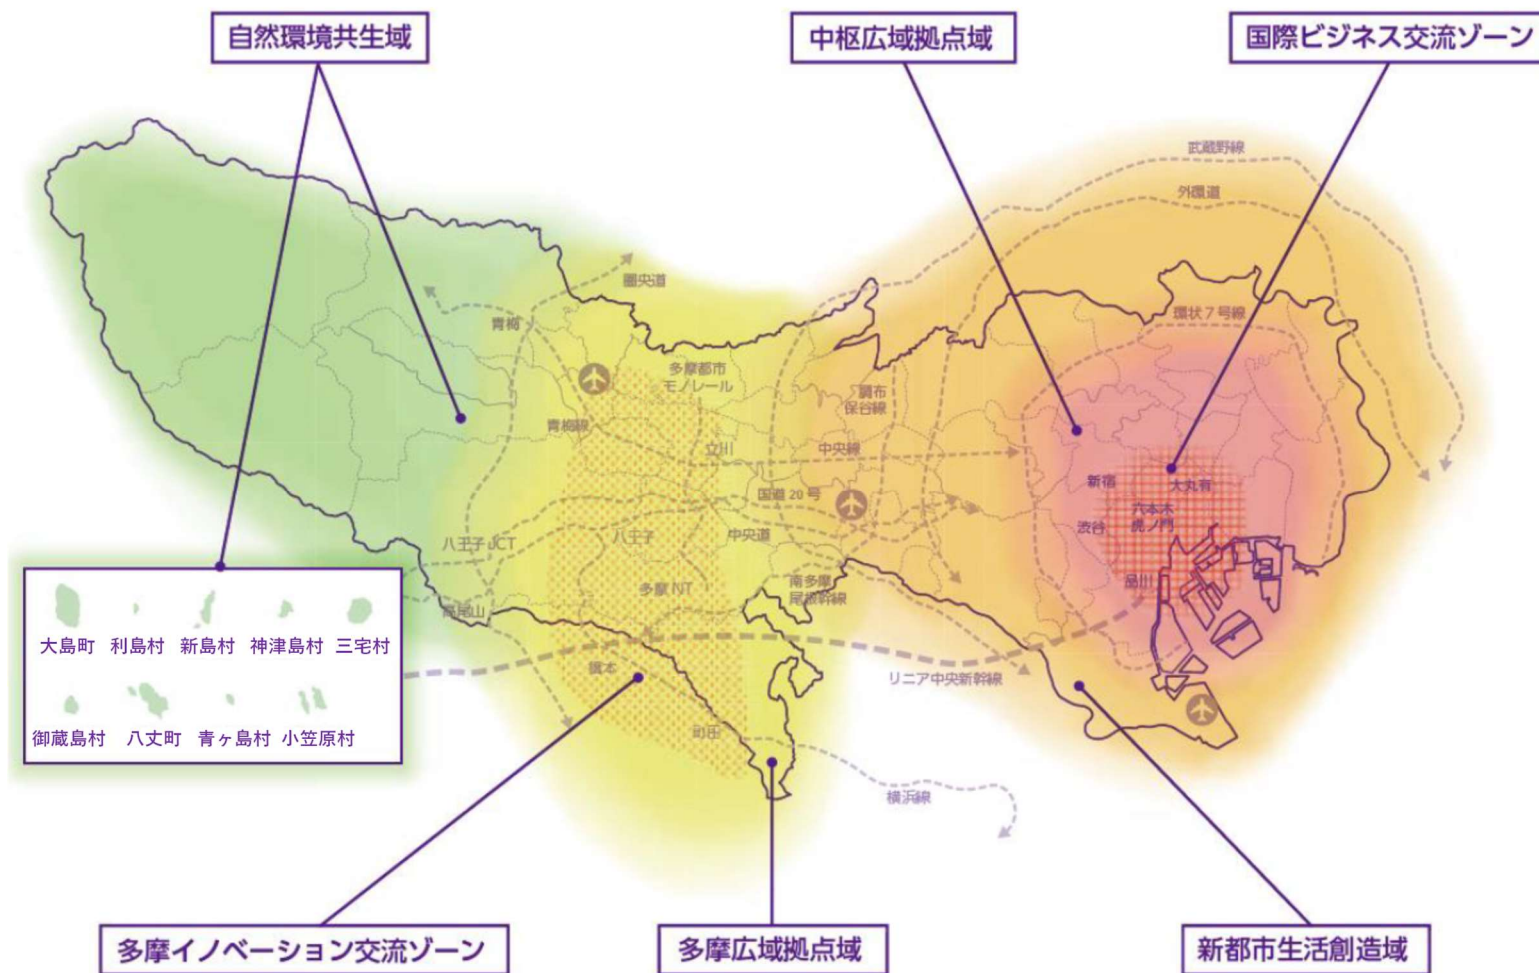 自然環境共生域
中枢広域拠点域
国際ビジネス交流ゾーン
武蔵野線
外環道
圏央道
環状7号線
青梅
多摩都市
モノレール
調布
保谷線
青梅線
立川
中央線
新宿
大丸有
国道20号
六本木
虎ノ門
渋谷
八王子JCT
八王子
中央道
品川
多摩NT
南多摩
尾根幹線
高尾山
大島町
利島村
新島村
神津島村
三宅村
橋本
リニア中央新幹線
御蔵島村
八丈町
青ヶ島村
小笠原村
町田
横浜線
多摩イノベーション交流ゾーン
多摩広域拠点域
新都市生活創造域